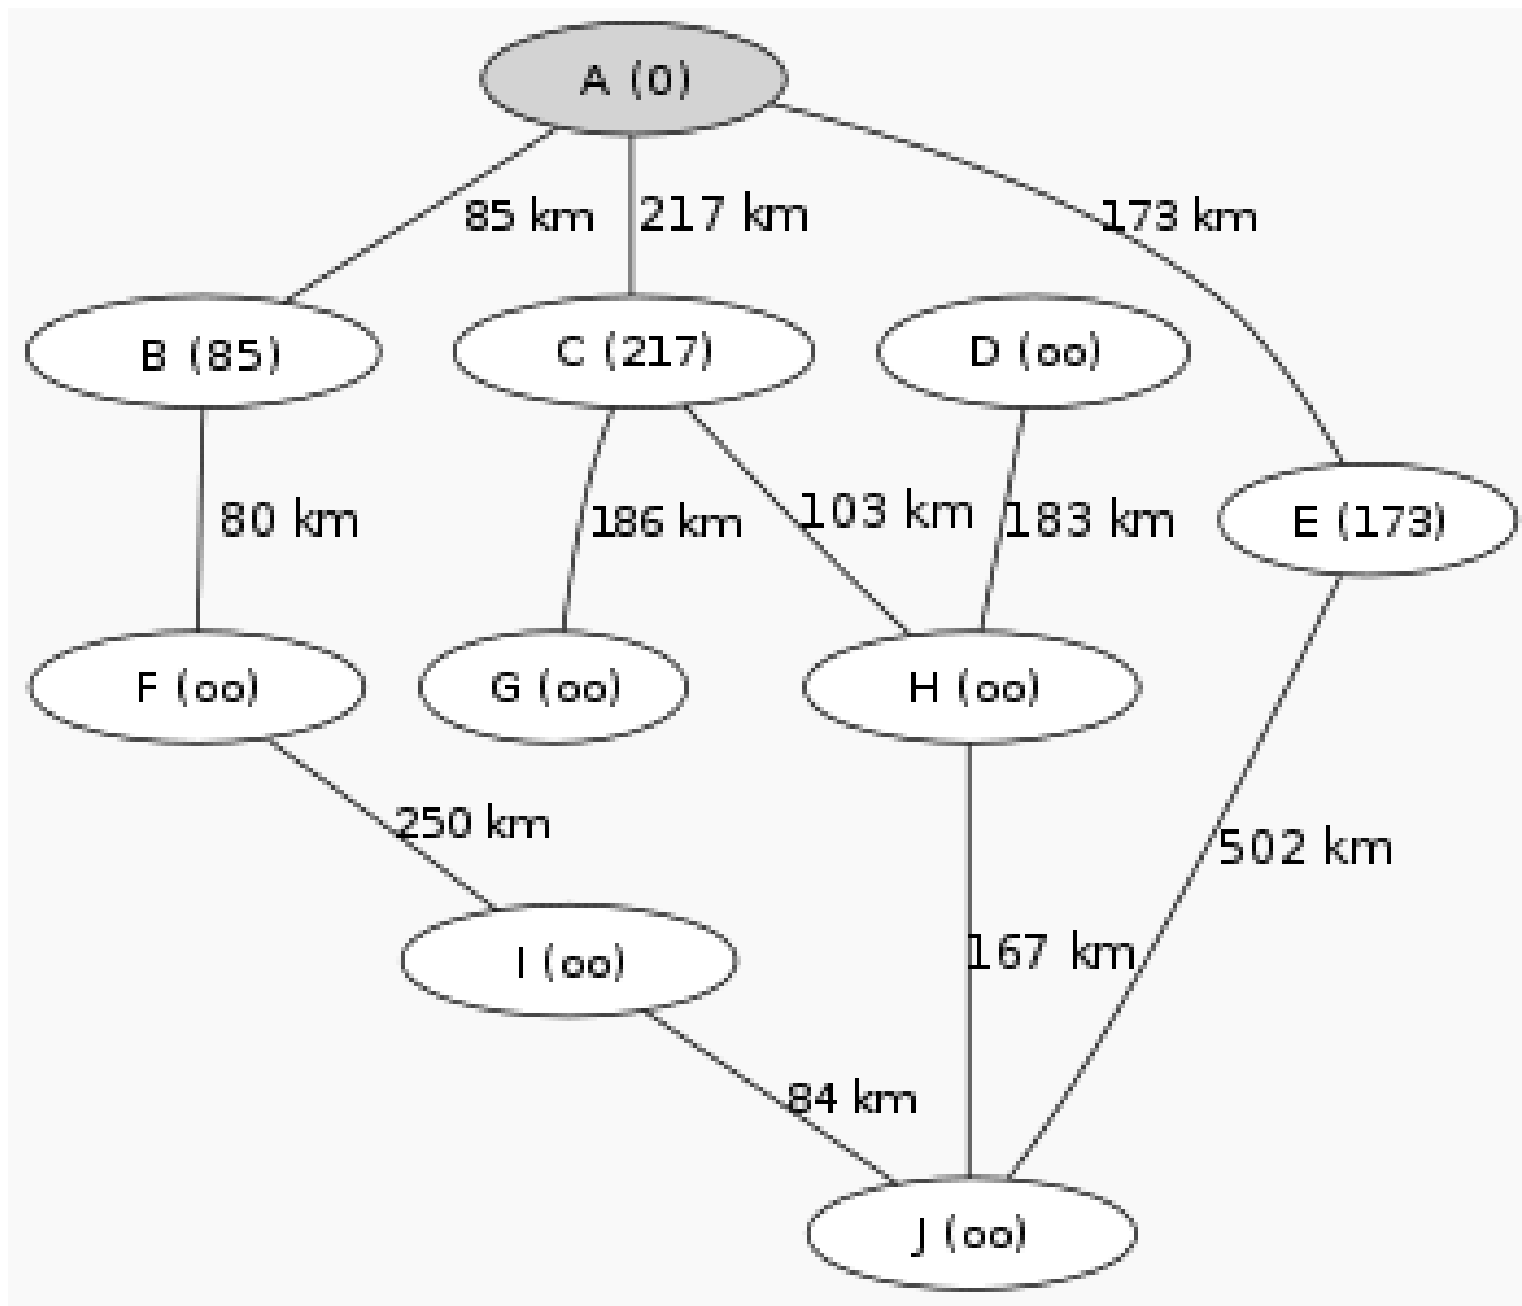 A (0)
85 km
217 km
173 km
B (85)
C (217)
D (oo)
80 km
186 km
103 km
183 km
E (173)
F (oo)
G (oo)
H (oo)
250 km
502 km
I (oo)
167 km
84 km
J (oo)